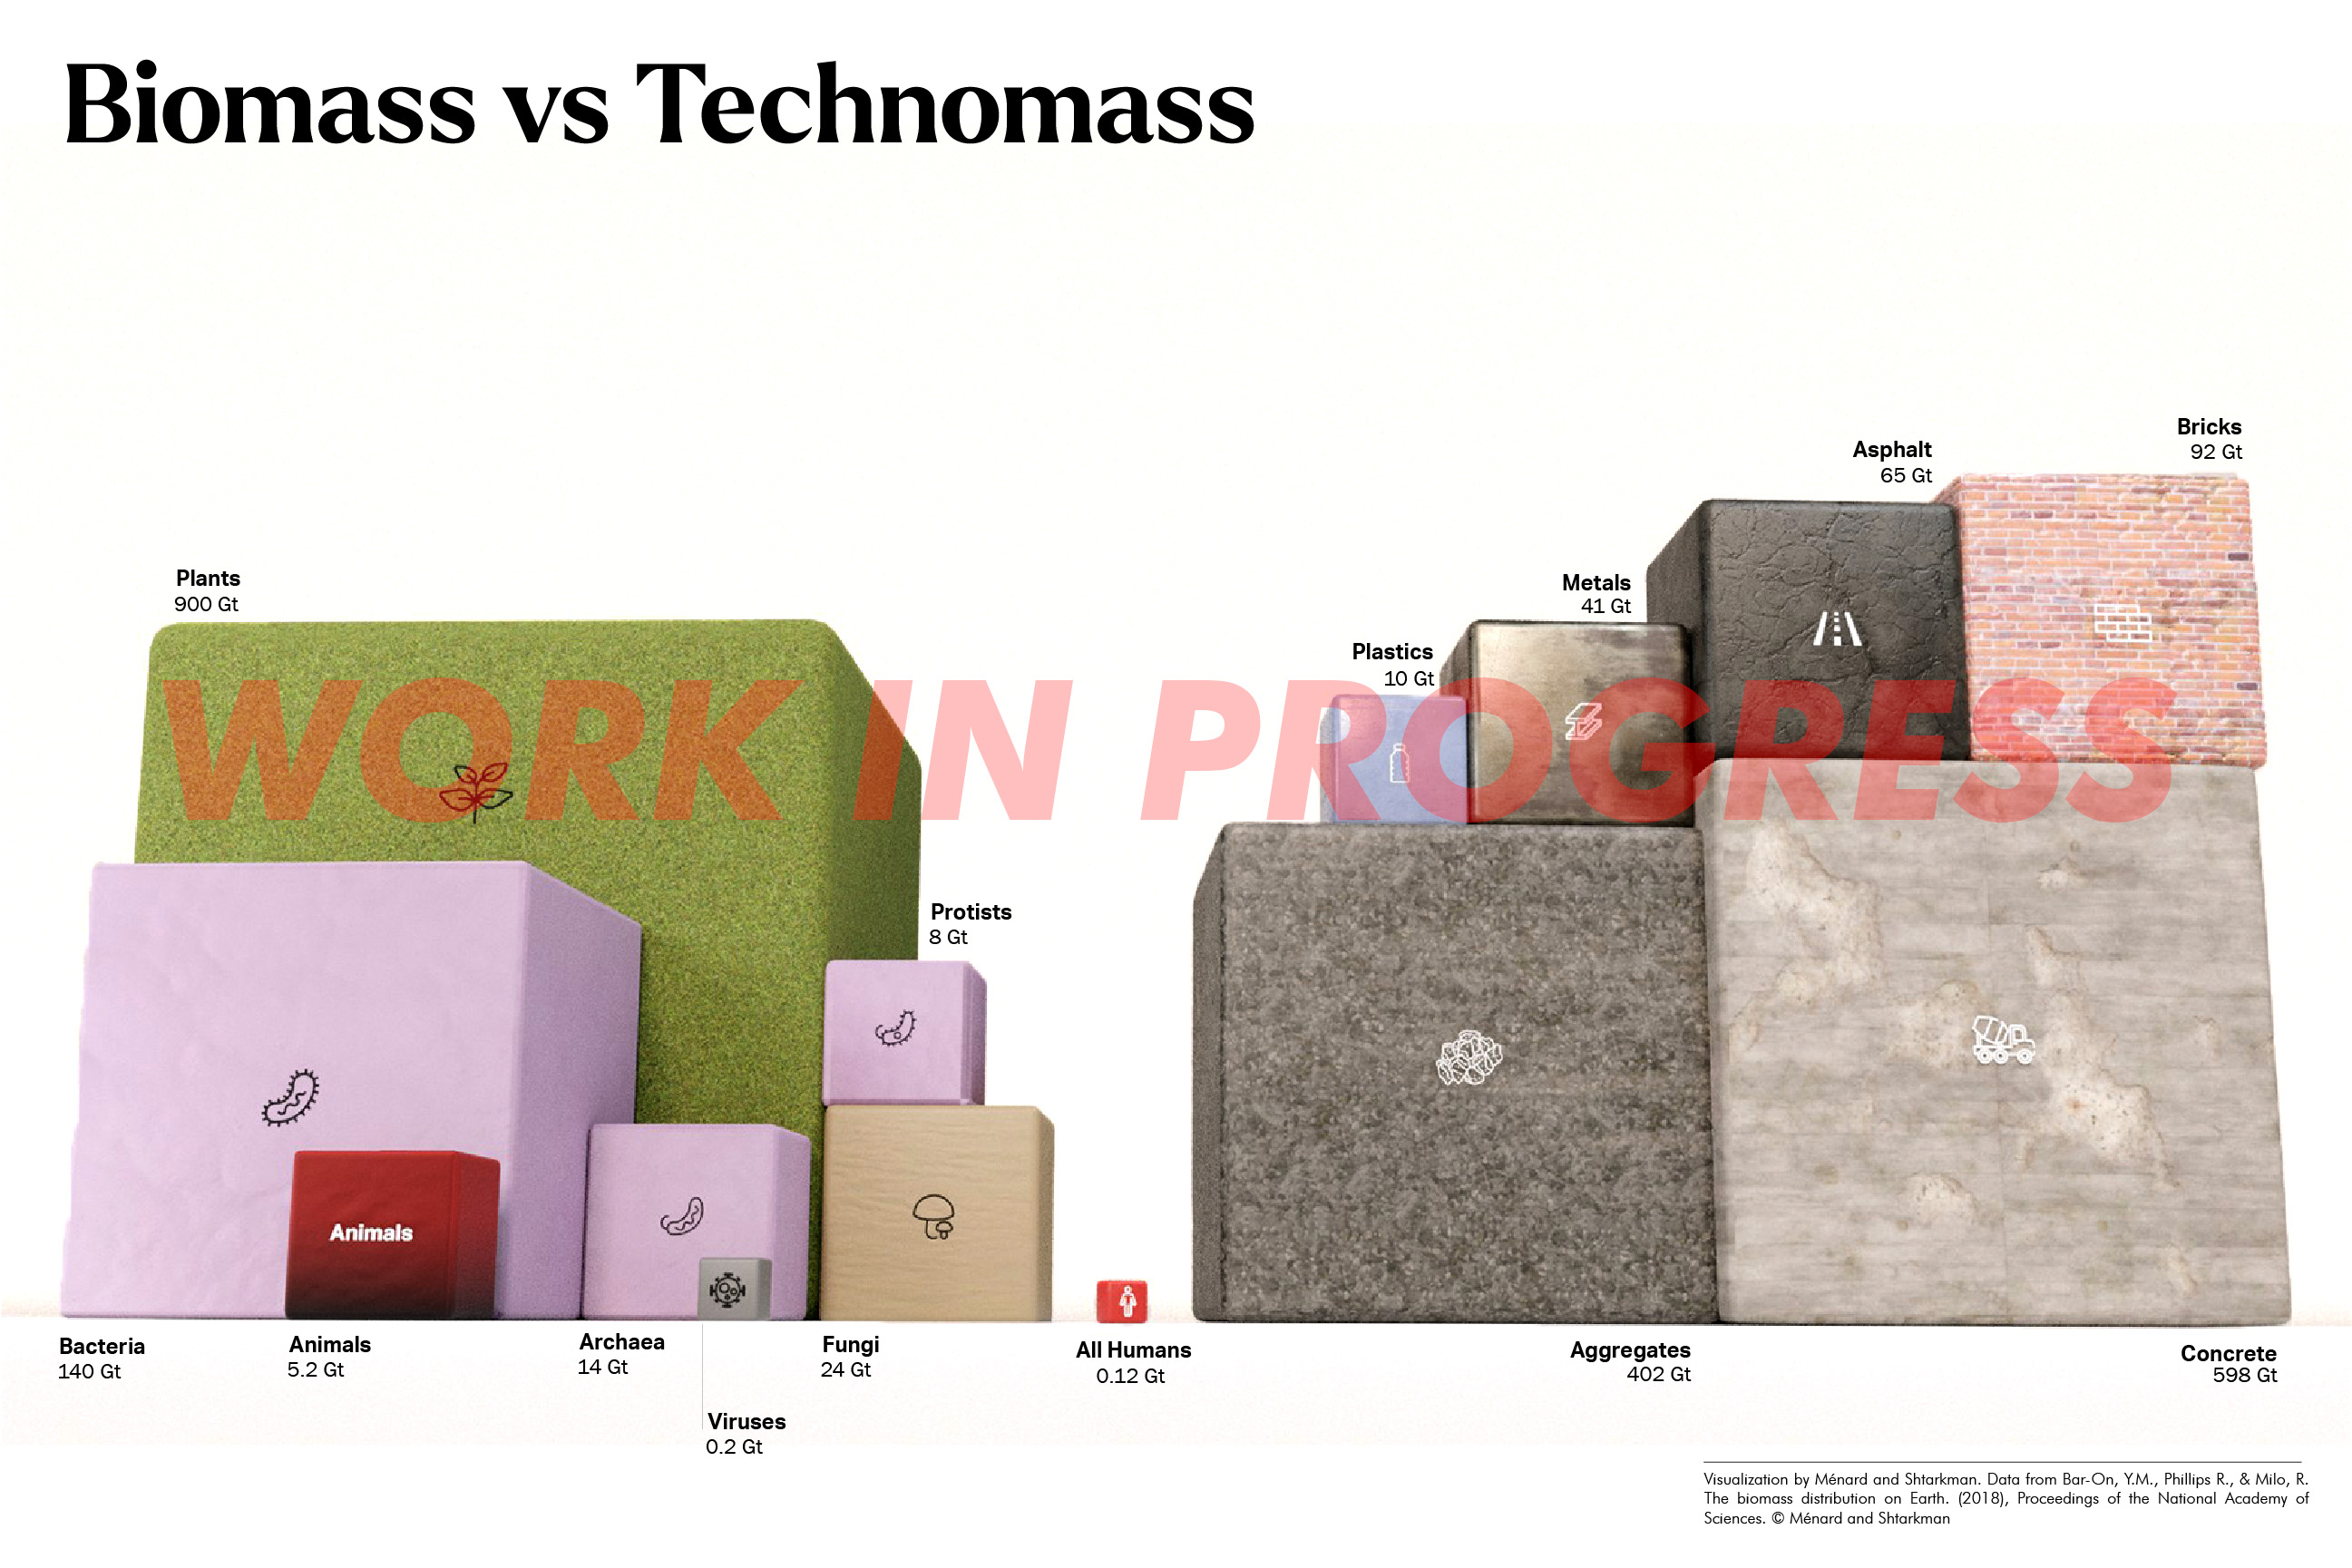 Biomass vs Technomass
Bricks
92 Gt
Asphalt
65 Gt
Plants
900 Gt
Metals
41 Gt
Plastics
10 Gt
WORK IN PROGRESS
Protists
8 Gt
Animals
Bacteria
140 Gt
Animals
5.2 Gt
Archaea
14 Gt
Viruses
0.2 Gt
Fungi
24 Gt
All Humans
0.12 Gt
Aggregates
402 Gt
Concrete
598 Gt
Visualization by Ménard and Shtarkman. Data from Bar-On, Y.M., Phillips R., & Milo, R.
The biomass distribution on Earth. (2018), Proceedings of the National Academy of
Sciences. © Ménard and Shtarkman